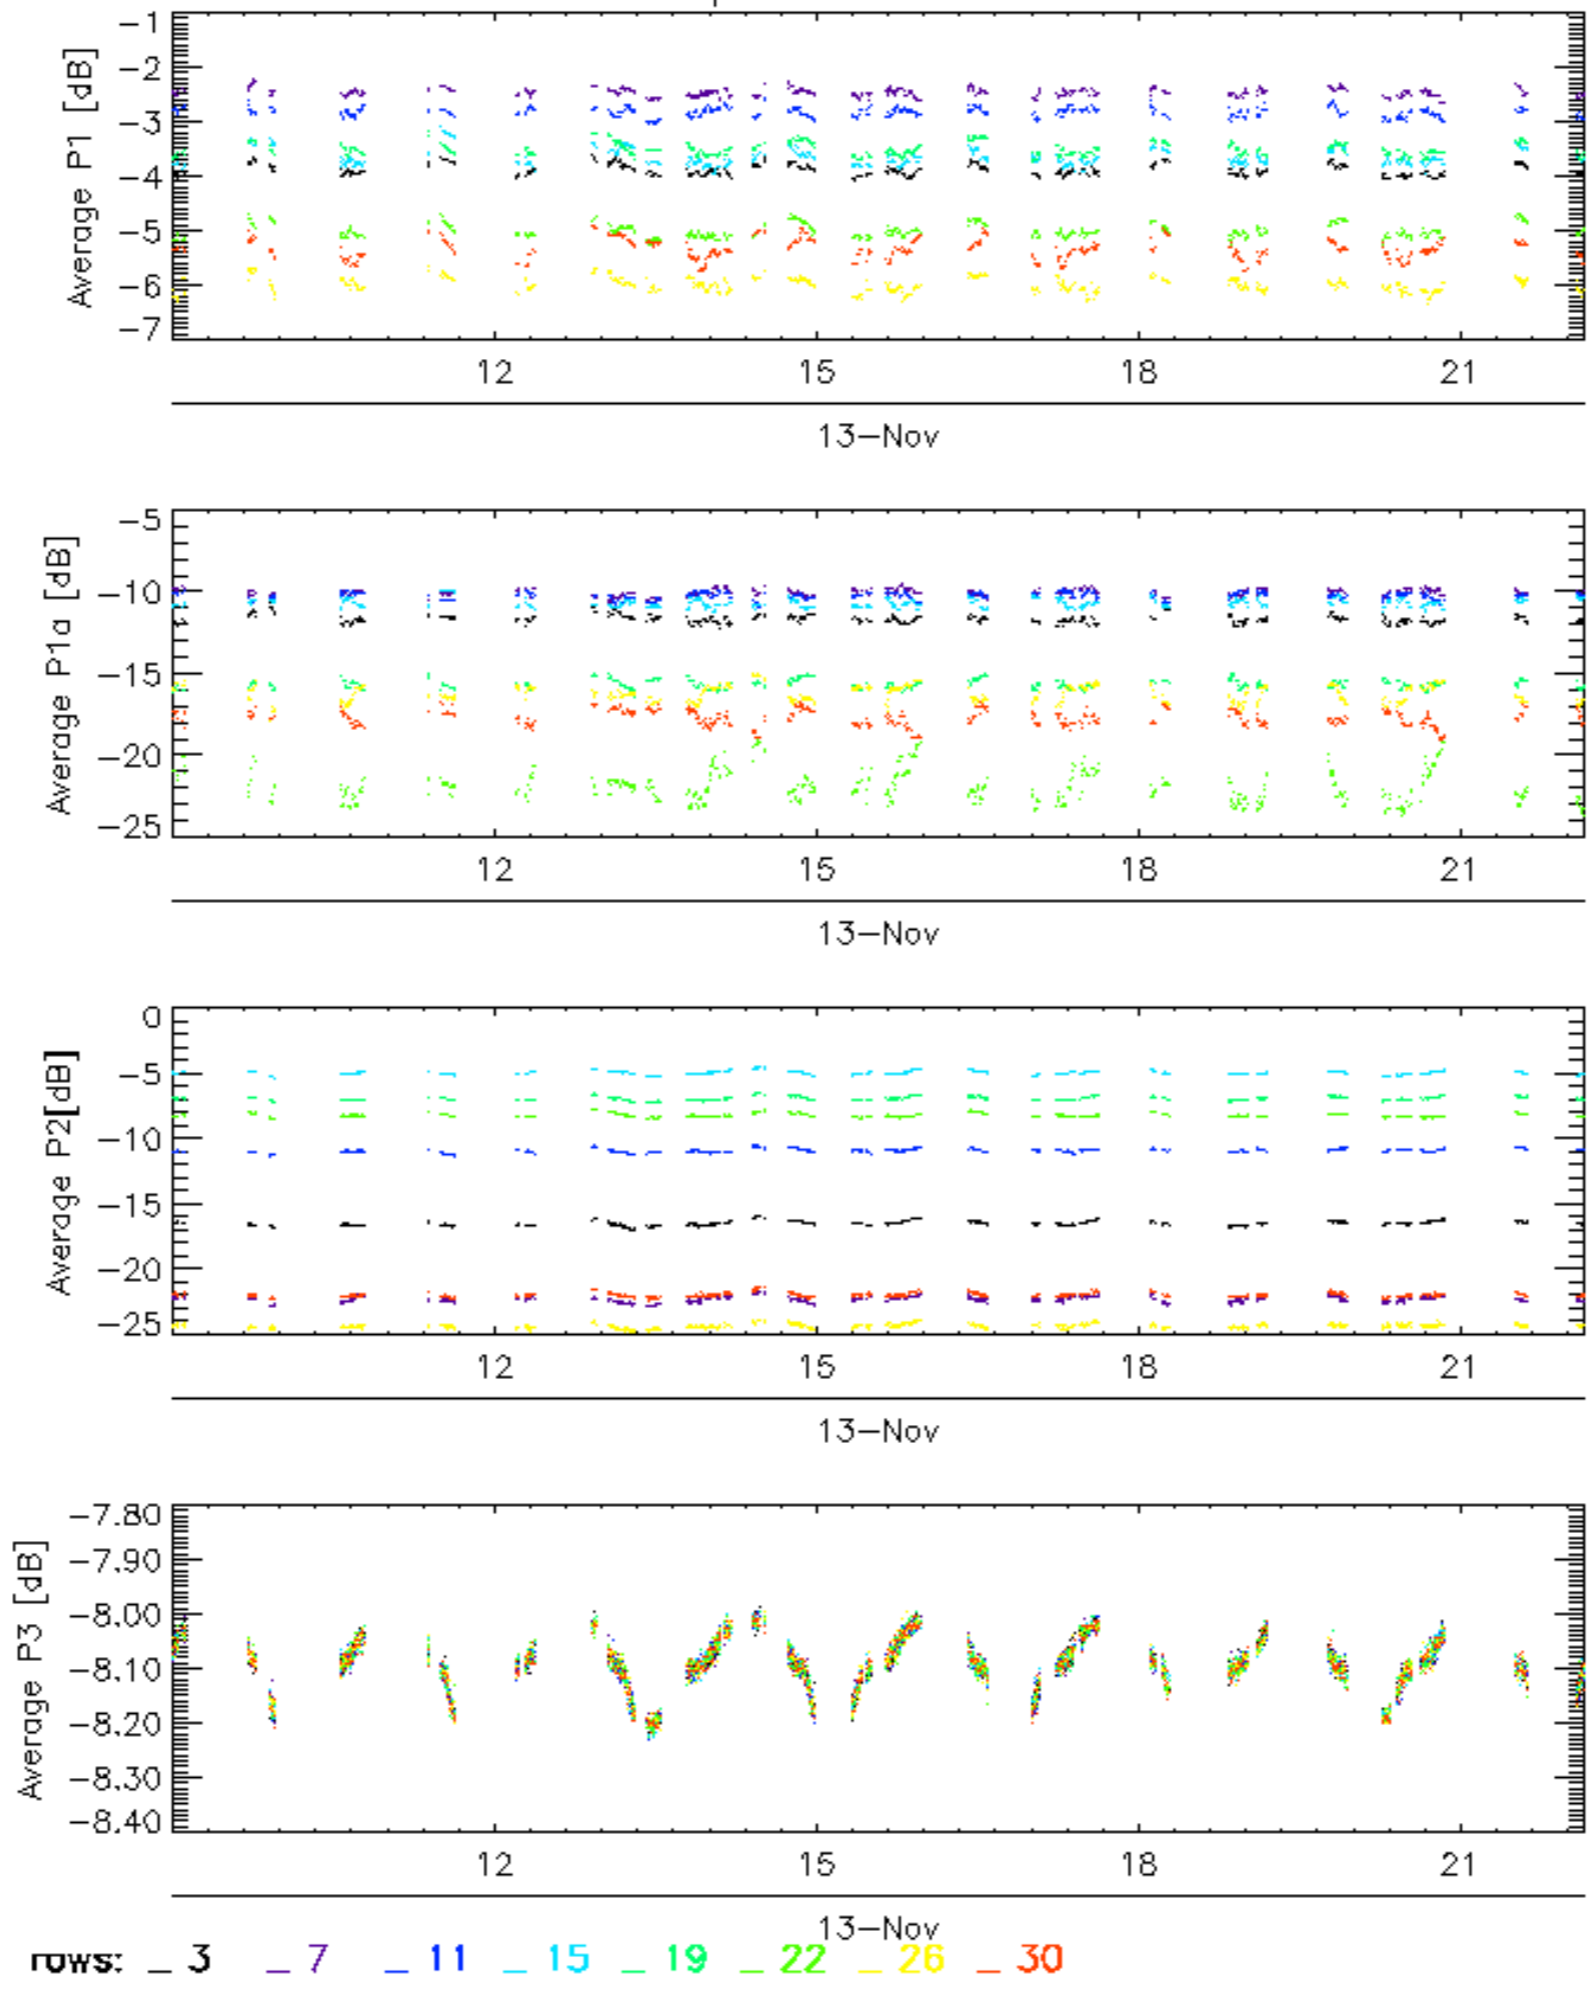 Average P1 [dB]
-1
-2
-3
-4
-5
-6
-7
12 15 18 21
13-Nov
Average P1a [dB]
-5
-10
-15
-20
-25
12 15 18 21
13-Nov
Average P2[dB]
0
-5
-10
-15
-20
-25
12 15 18 21
13-Nov
Average P3 [dB]
-7.80
-7.90
-8.00
-8.10
-8.20
-8.30
-8.40
12 15 18 21
13-Nov
rows: _ 3 _ 7 _ 11 _ 15 _ 19 _ 22 _ 26 _ 30